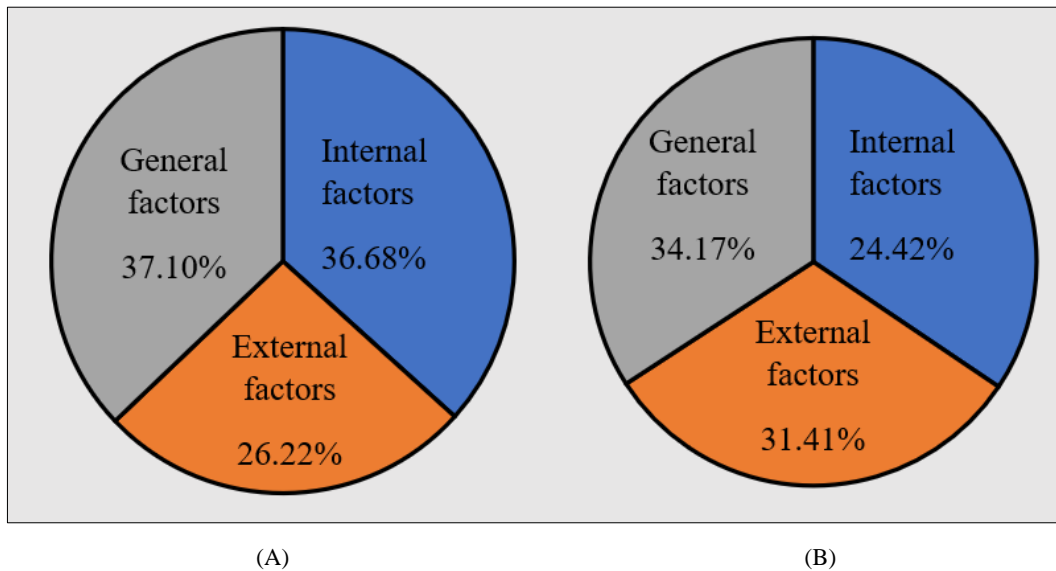 General
factors
37.10%
Internal
factors
36.68%
External
factors
26.22%
General
factors
34.17%
Internal
factors
24.42%
External
factors
31.41%
(A)
(B)